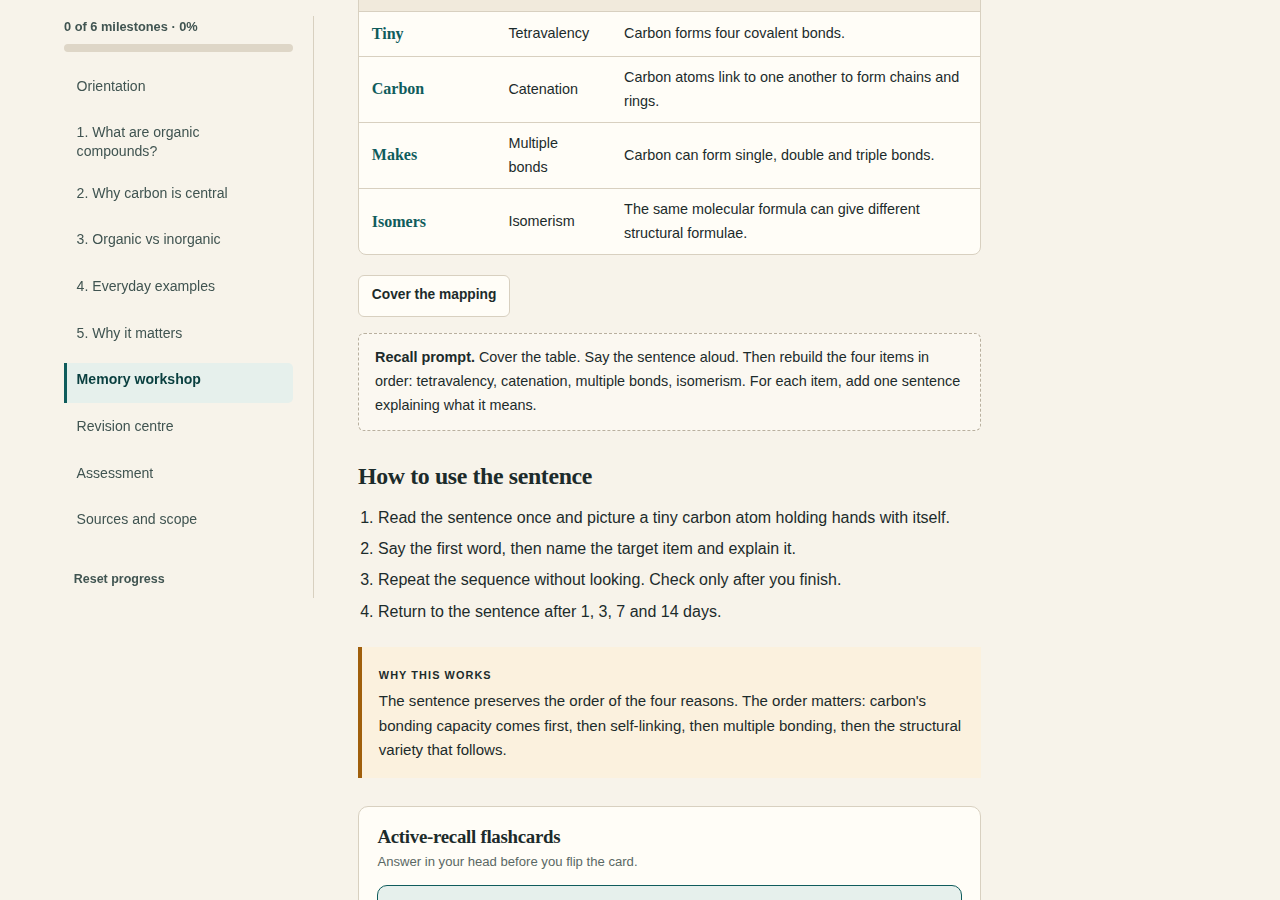 0 of 6 milestones · 0%
Orientation
1. What are organic
compounds?
2. Why carbon is central
3. Organic vs inorganic
4. Everyday examples
5. Why it matters
Memory workshop
Revision centre
Assessment
Sources and scope
Reset progress
Tiny Tetravalency Carbon forms four covalent bonds.
Carbon Catenation Carbon atoms link to one another to form chains and
rings.
Makes Multiple
bonds Carbon can form single, double and triple bonds.
Isomers Isomerism The same molecular formula can give different
structural formulae.
Cover the mapping
Recall prompt. Cover the table. Say the sentence aloud. Then rebuild the four items in
order: tetravalency, catenation, multiple bonds, isomerism. For each item, add one sentence
explaining what it means.
How to use the sentence
1. Read the sentence once and picture a tiny carbon atom holding hands with itself.
2. Say the first word, then name the target item and explain it.
3. Repeat the sequence without looking. Check only after you finish.
4. Return to the sentence after 1, 3, 7 and 14 days.
WHY THIS WORKS
The sentence preserves the order of the four reasons. The order matters: carbon's
bonding capacity comes first, then self-linking, then multiple bonding, then the structural
variety that follows.
Active-recall flashcards
Answer in your head before you flip the card.